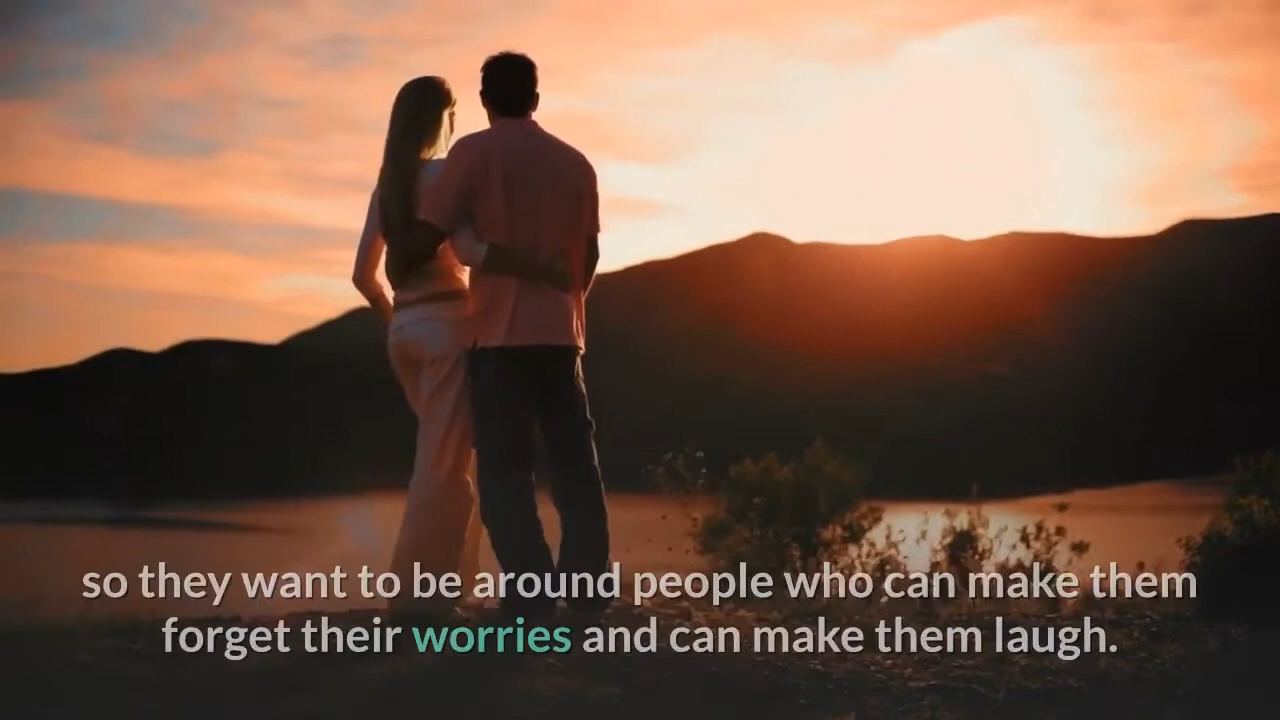 so they want to be around people who can make them
forget their worries and can make them laugh.